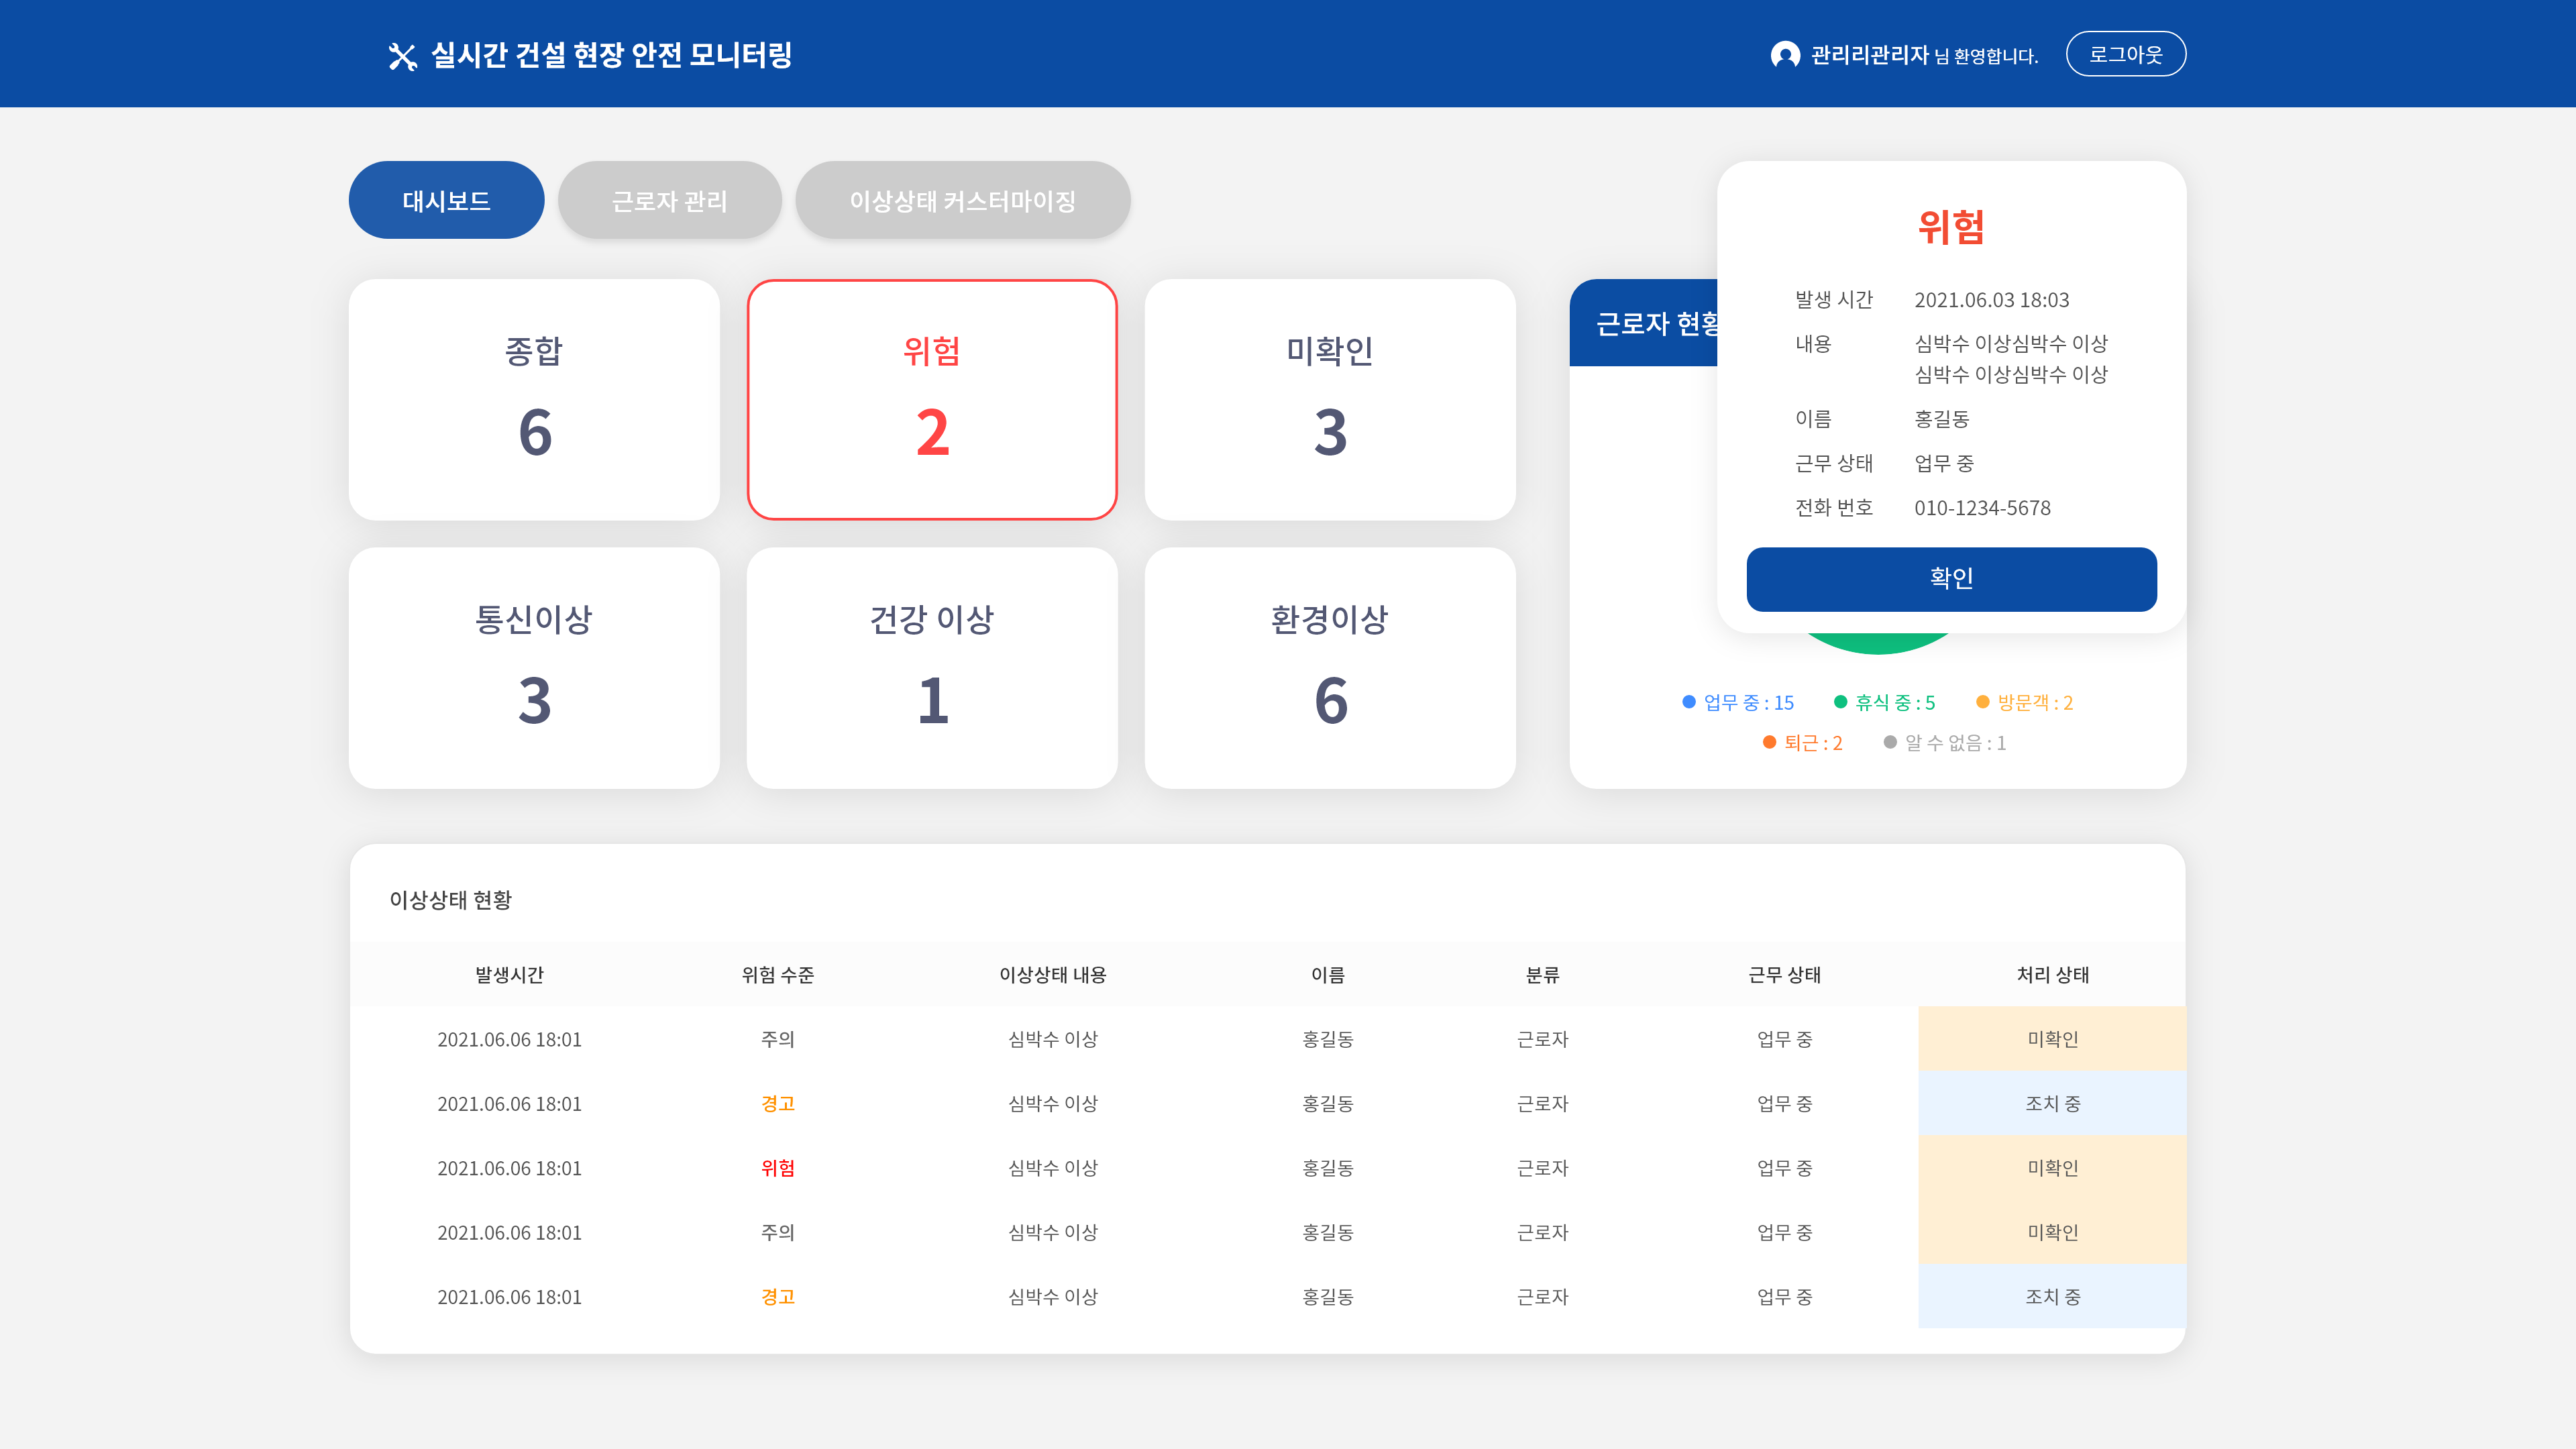 실시간 건설 현장 안전 모니터링
관리리관리자 님 환영합니다.
로그아웃
대시보드
근로자 관리
이상상태 커스터마이징
종합
6
위험
2
미확인
3
통신이상
3
건강 이상
1
환경이상
6
근로자 현황
위험
발생 시간 2021.06.03 18:03
내용 심박수 이상심박수 이상
심박수 이상심박수 이상
이름 홍길동
근무 상태 업무 중
전화 번호 010-1234-5678
확인
업무 중 : 15 휴식 중 : 5 방문객 : 2
퇴근 : 2 알 수 없음 : 1
이상상태 현황
발생시간 위험 수준 이상상태 내용 이름 분류 근무 상태 처리 상태
2021.06.06 18:01 주의 심박수 이상 홍길동 근로자 업무 중 미확인
2021.06.06 18:01 경고 심박수 이상 홍길동 근로자 업무 중 조치 중
2021.06.06 18:01 위험 심박수 이상 홍길동 근로자 업무 중 미확인
2021.06.06 18:01 주의 심박수 이상 홍길동 근로자 업무 중 미확인
2021.06.06 18:01 경고 심박수 이상 홍길동 근로자 업무 중 조치 중